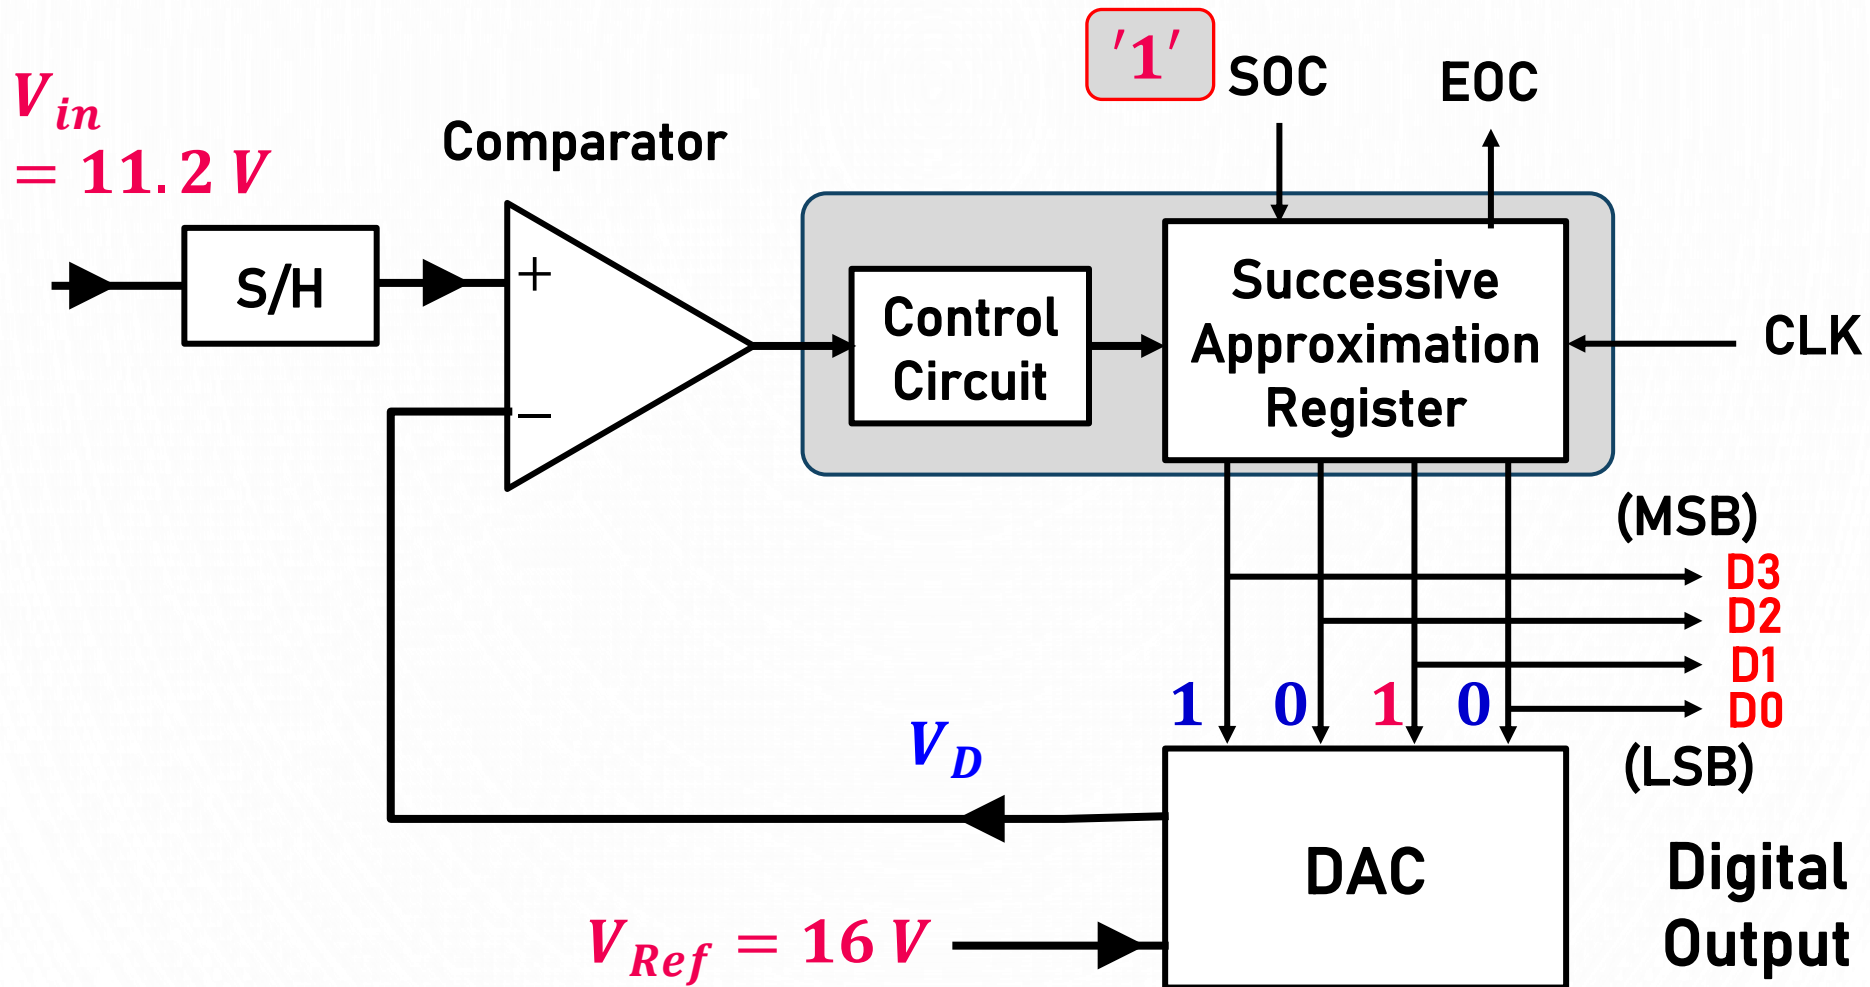 '1'
SOC
EOC
V_in
= 11.2 V
Comparator
S/H
+
−
Control
Circuit
Successive
Approximation
Register
CLK
(MSB)
D3
D2
D1
D0
(LSB)
1 0 1 0
V_D
DAC
V_Ref = 16 V
Digital
Output